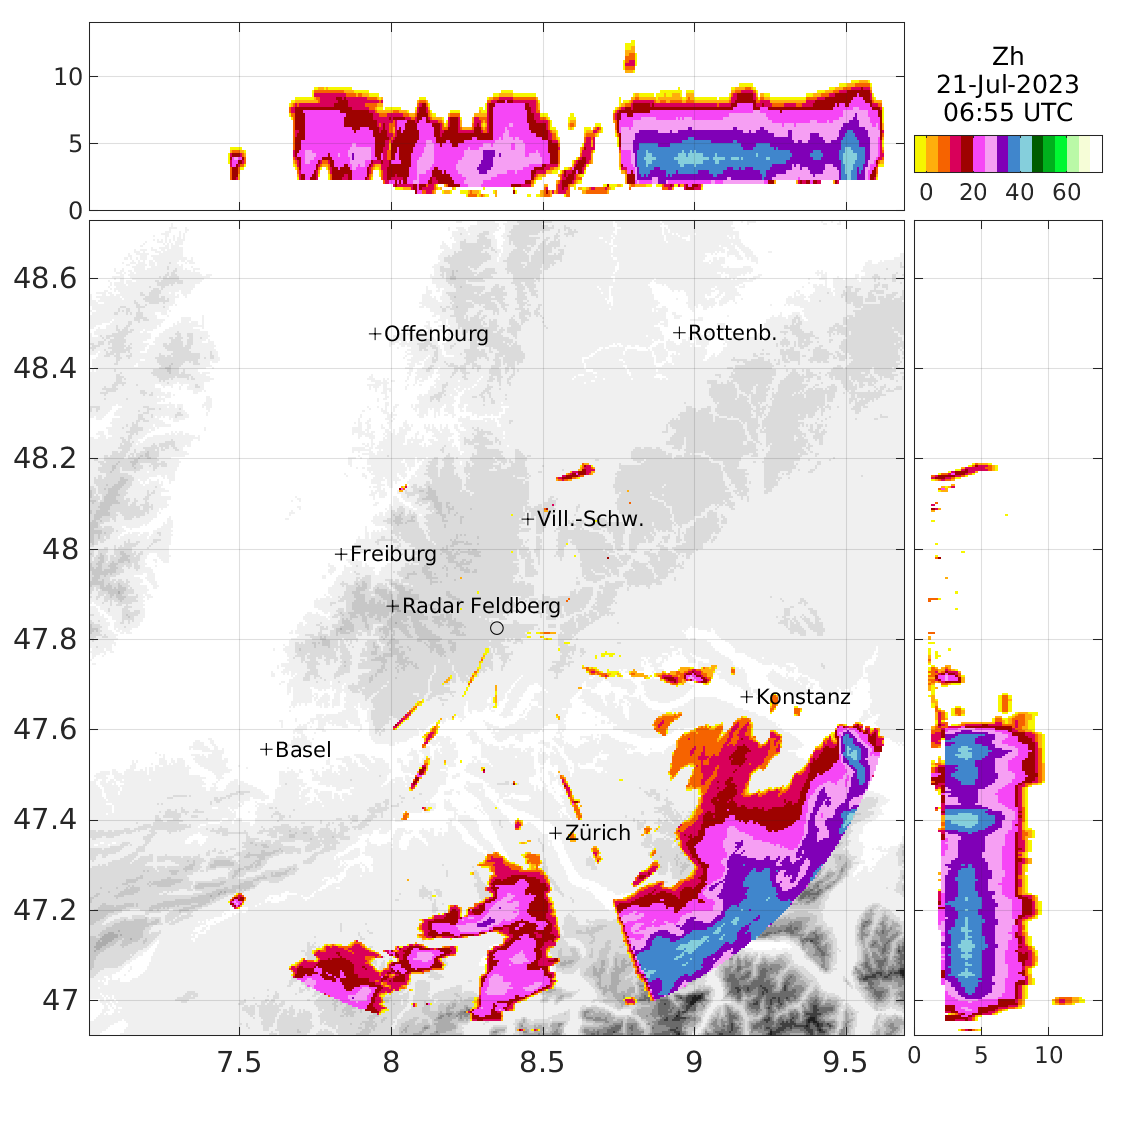 Zh
21-Jul-2023
06:55 UTC
0 20 40 60
10
5
0
48.6
48.4
48.2
48
47.8
47.6
47.4
47.2
47
+Offenburg
+Rottenb.
+Vill.-Schw.
+Freiburg
+Radar Feldberg
+Konstanz
+Basel
+Zürich
7.5 8 8.5 9 9.5
0 5 10